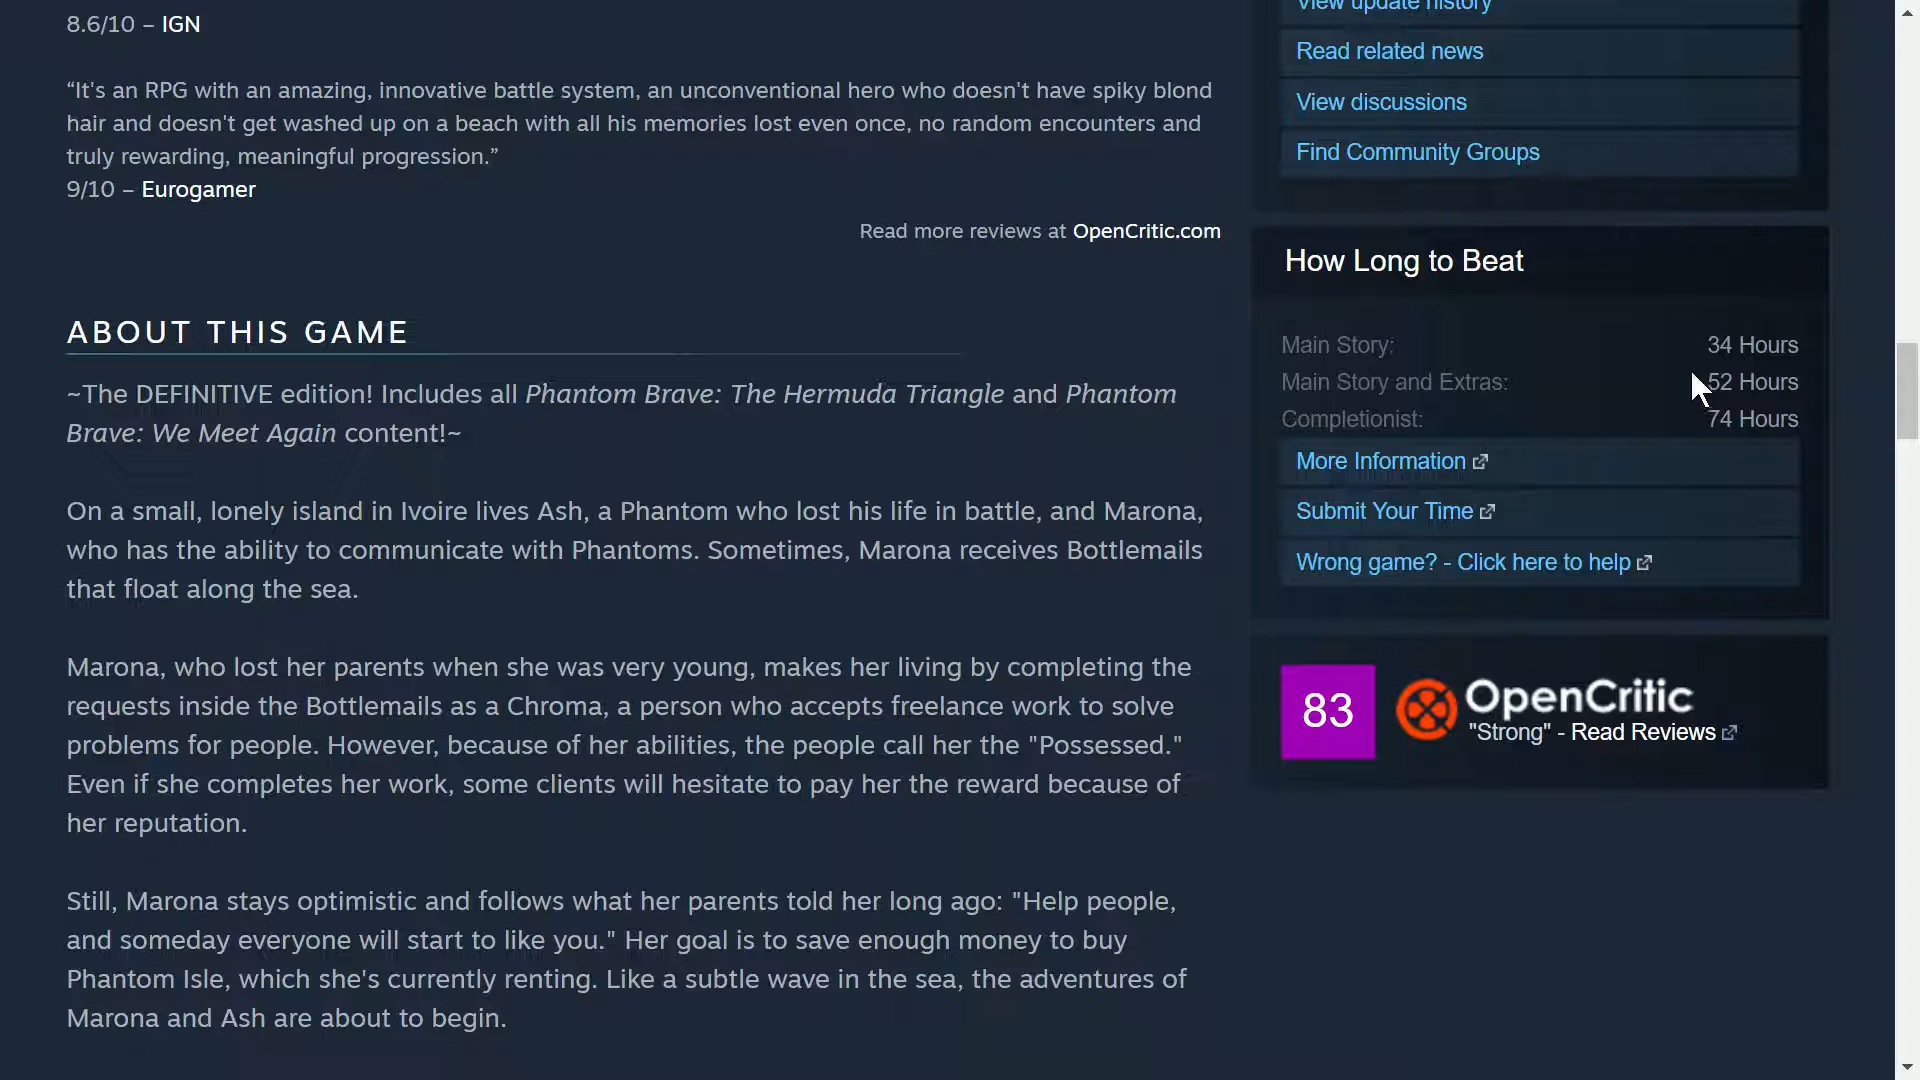 8.6/10 – IGN
“It's an RPG with an amazing, innovative battle system, an unconventional hero who doesn't have spiky blond
hair and doesn't get washed up on a beach with all his memories lost even once, no random encounters and
truly rewarding, meaningful progression.”
9/10 – Eurogamer
Read more reviews at OpenCritic.com
ABOUT THIS GAME
~The DEFINITIVE edition! Includes all Phantom Brave: The Hermuda Triangle and Phantom
Brave: We Meet Again content!~
On a small, lonely island in Ivoire lives Ash, a Phantom who lost his life in battle, and Marona,
who has the ability to communicate with Phantoms. Sometimes, Marona receives Bottlemails
that float along the sea.
Marona, who lost her parents when she was very young, makes her living by completing the
requests inside the Bottlemails as a Chroma, a person who accepts freelance work to solve
problems for people. However, because of her abilities, the people call her the "Possessed."
Even if she completes her work, some clients will hesitate to pay her the reward because of
her reputation.
Still, Marona stays optimistic and follows what her parents told her long ago: "Help people,
and someday everyone will start to like you." Her goal is to save enough money to buy
Phantom Isle, which she's currently renting. Like a subtle wave in the sea, the adventures of
Marona and Ash are about to begin.
View update history
Read related news
View discussions
Find Community Groups
How Long to Beat
Main Story: 34 Hours
Main Story and Extras: 52 Hours
Completionist: 74 Hours
More Information
Submit Your Time
Wrong game? - Click here to help
83 OpenCritic
"Strong" - Read Reviews